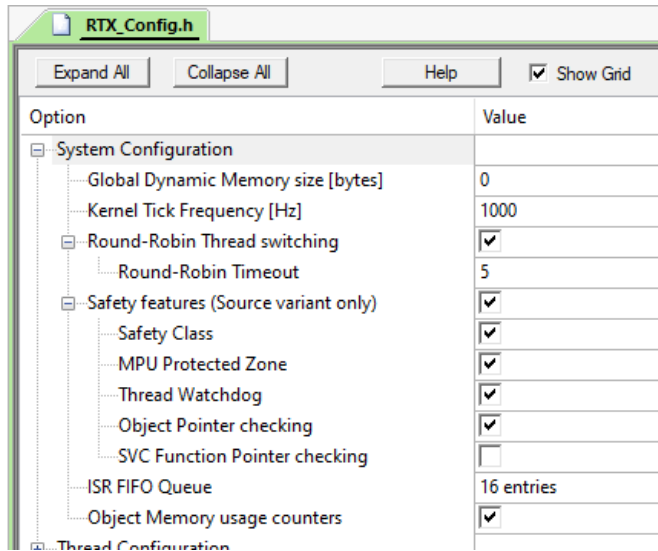 RTX_Config.h
Expand All Collapse All Help Show Grid
Option Value
System Configuration
Global Dynamic Memory size [bytes] 0
Kernel Tick Frequency [Hz] 1000
Round-Robin Thread switching
Round-Robin Timeout 5
Safety features (Source variant only)
Safety Class
MPU Protected Zone
Thread Watchdog
Object Pointer checking
SVC Function Pointer checking
ISR FIFO Queue 16 entries
Object Memory usage counters
Thread Configuration